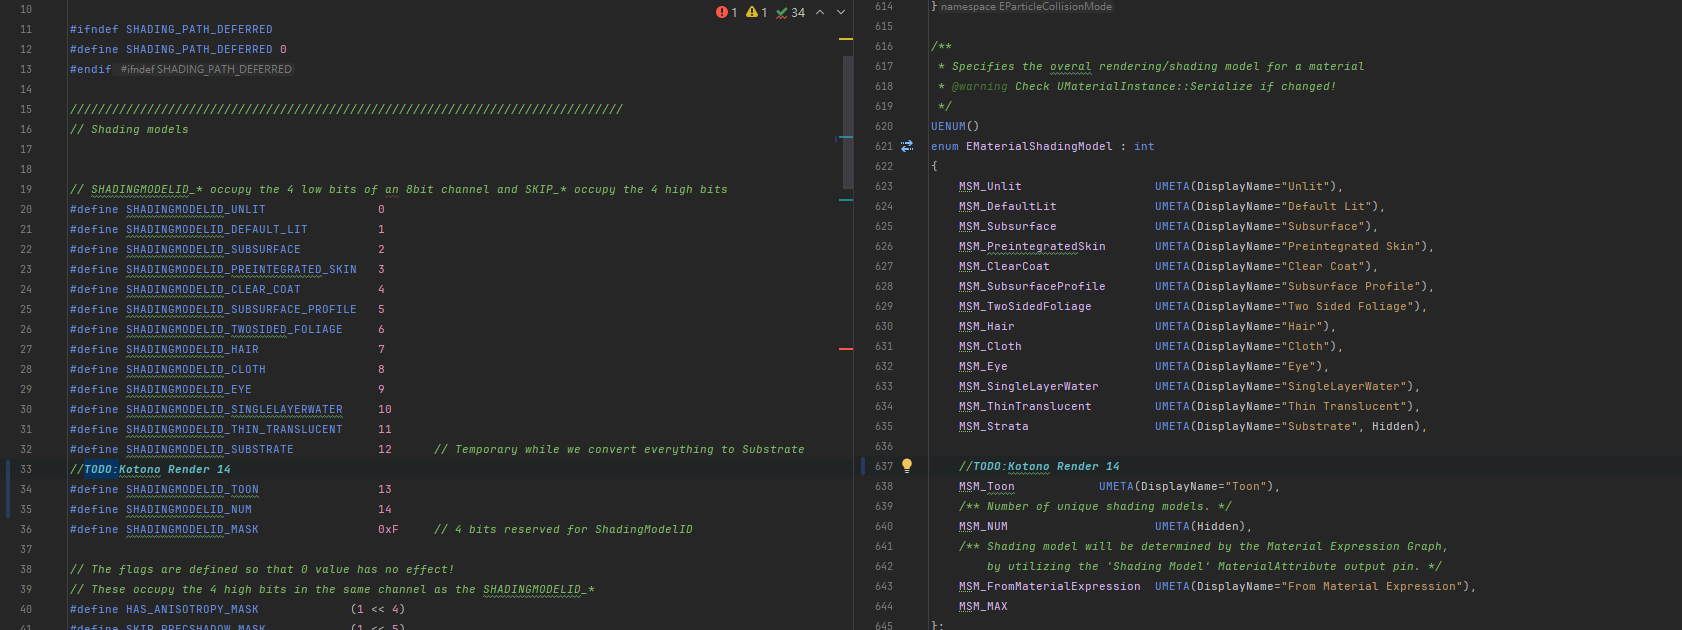 1 1 34
10
11 #ifndef SHADING_PATH_DEFERRED
12 #define SHADING_PATH_DEFERRED 0
13 #endif #ifndef SHADING_PATH_DEFERRED
14
15 ///////////////////////////////////////////////////////////////////////////////
16 // Shading models
17
18
19 // SHADINGMODELID_* occupy the 4 low bits of an 8bit channel and SKIP_* occupy the 4 high bits
20 #define SHADINGMODELID_UNLIT 0
21 #define SHADINGMODELID_DEFAULT_LIT 1
22 #define SHADINGMODELID_SUBSURFACE 2
23 #define SHADINGMODELID_PREINTEGRATED_SKIN 3
24 #define SHADINGMODELID_CLEAR_COAT 4
25 #define SHADINGMODELID_SUBSURFACE_PROFILE 5
26 #define SHADINGMODELID_TWOSIDED_FOLIAGE 6
27 #define SHADINGMODELID_HAIR 7
28 #define SHADINGMODELID_CLOTH 8
29 #define SHADINGMODELID_EYE 9
30 #define SHADINGMODELID_SINGLELAYERWATER 10
31 #define SHADINGMODELID_THIN_TRANSLUCENT 11
32 #define SHADINGMODELID_SUBSTRATE 12 // Temporary while we convert everything to Substrate
33 //TODO:Kotono Render 14
34 #define SHADINGMODELID_TOON 13
35 #define SHADINGMODELID_NUM 14
36 #define SHADINGMODELID_MASK 0xF // 4 bits reserved for ShadingModelID
37
38 // The flags are defined so that 0 value has no effect!
39 // These occupy the 4 high bits in the same channel as the SHADINGMODELID_*
40 #define HAS_ANISOTROPY_MASK (1 << 4)
41 #define SKIP_PRECSHADOW_MASK (1 << 5)
614 } namespace EParticleCollisionMode
615
616 /**
617 * Specifies the overal rendering/shading model for a material
618 * @warning Check UMaterialInstance::Serialize if changed!
619 */
620 UENUM()
621 enum EMaterialShadingModel : int
622 {
623 MSM_Unlit UMETA(DisplayName="Unlit"),
624 MSM_DefaultLit UMETA(DisplayName="Default Lit"),
625 MSM_Subsurface UMETA(DisplayName="Subsurface"),
626 MSM_PreintegratedSkin UMETA(DisplayName="Preintegrated Skin"),
627 MSM_ClearCoat UMETA(DisplayName="Clear Coat"),
628 MSM_SubsurfaceProfile UMETA(DisplayName="Subsurface Profile"),
629 MSM_TwoSidedFoliage UMETA(DisplayName="Two Sided Foliage"),
630 MSM_Hair UMETA(DisplayName="Hair"),
631 MSM_Cloth UMETA(DisplayName="Cloth"),
632 MSM_Eye UMETA(DisplayName="Eye"),
633 MSM_SingleLayerWater UMETA(DisplayName="SingleLayerWater"),
634 MSM_ThinTranslucent UMETA(DisplayName="Thin Translucent"),
635 MSM_Strata UMETA(DisplayName="Substrate", Hidden),
636
637 //TODO:Kotono Render 14
638 MSM_Toon UMETA(DisplayName="Toon"),
639 /** Number of unique shading models. */
640 MSM_NUM UMETA(Hidden),
641 /** Shading model will be determined by the Material Expression Graph,
642 by utilizing the 'Shading Model' MaterialAttribute output pin. */
643 MSM_FromMaterialExpression UMETA(DisplayName="From Material Expression"),
644 MSM_MAX
645 };